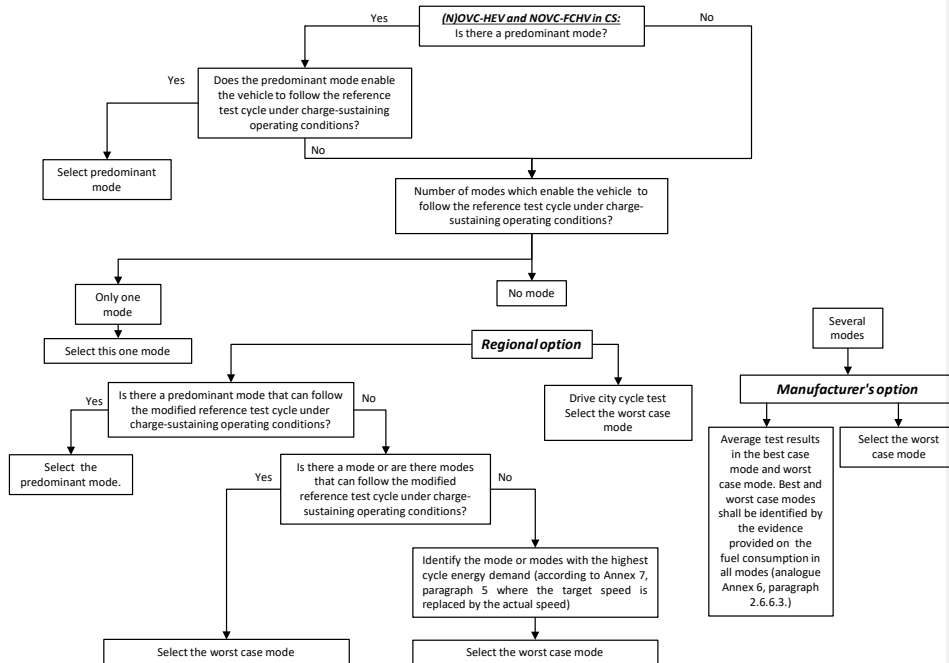 (N)OVC-HEV and NOVC-FCHV in CS:
Is there a predominant mode?
Yes
No
Yes
Does the predominant mode enable
the vehicle to follow the reference
test cycle under charge-sustaining
operating conditions?
No
Select predominant
mode
Number of modes which enable the vehicle to
follow the reference test cycle under charge-
sustaining operating conditions?
Only one
mode
No mode
Several
modes
Select this one mode
Regional option
Manufacturer's option
Yes
Is there a predominant mode that can follow
the modified reference test cycle under
charge-sustaining operating conditions?
No
Drive city cycle test
Select the worst case
mode
Average test results
in the best case
mode and worst
case mode. Best and
worst case modes
shall be identified by
the evidence
provided on the
fuel consumption in
all modes (analogue
Annex 6, paragraph
2.6.6.3.)
Select the worst
case mode
Select the
predominant mode.
Yes
Is there a mode or are there modes
that can follow the modified
reference test cycle under charge-
sustaining operating conditions?
No
Identify the mode or modes with the highest
cycle energy demand (according to Annex 7,
paragraph 5 where the target speed is
replaced by the actual speed)
Select the worst case mode
Select the worst case mode